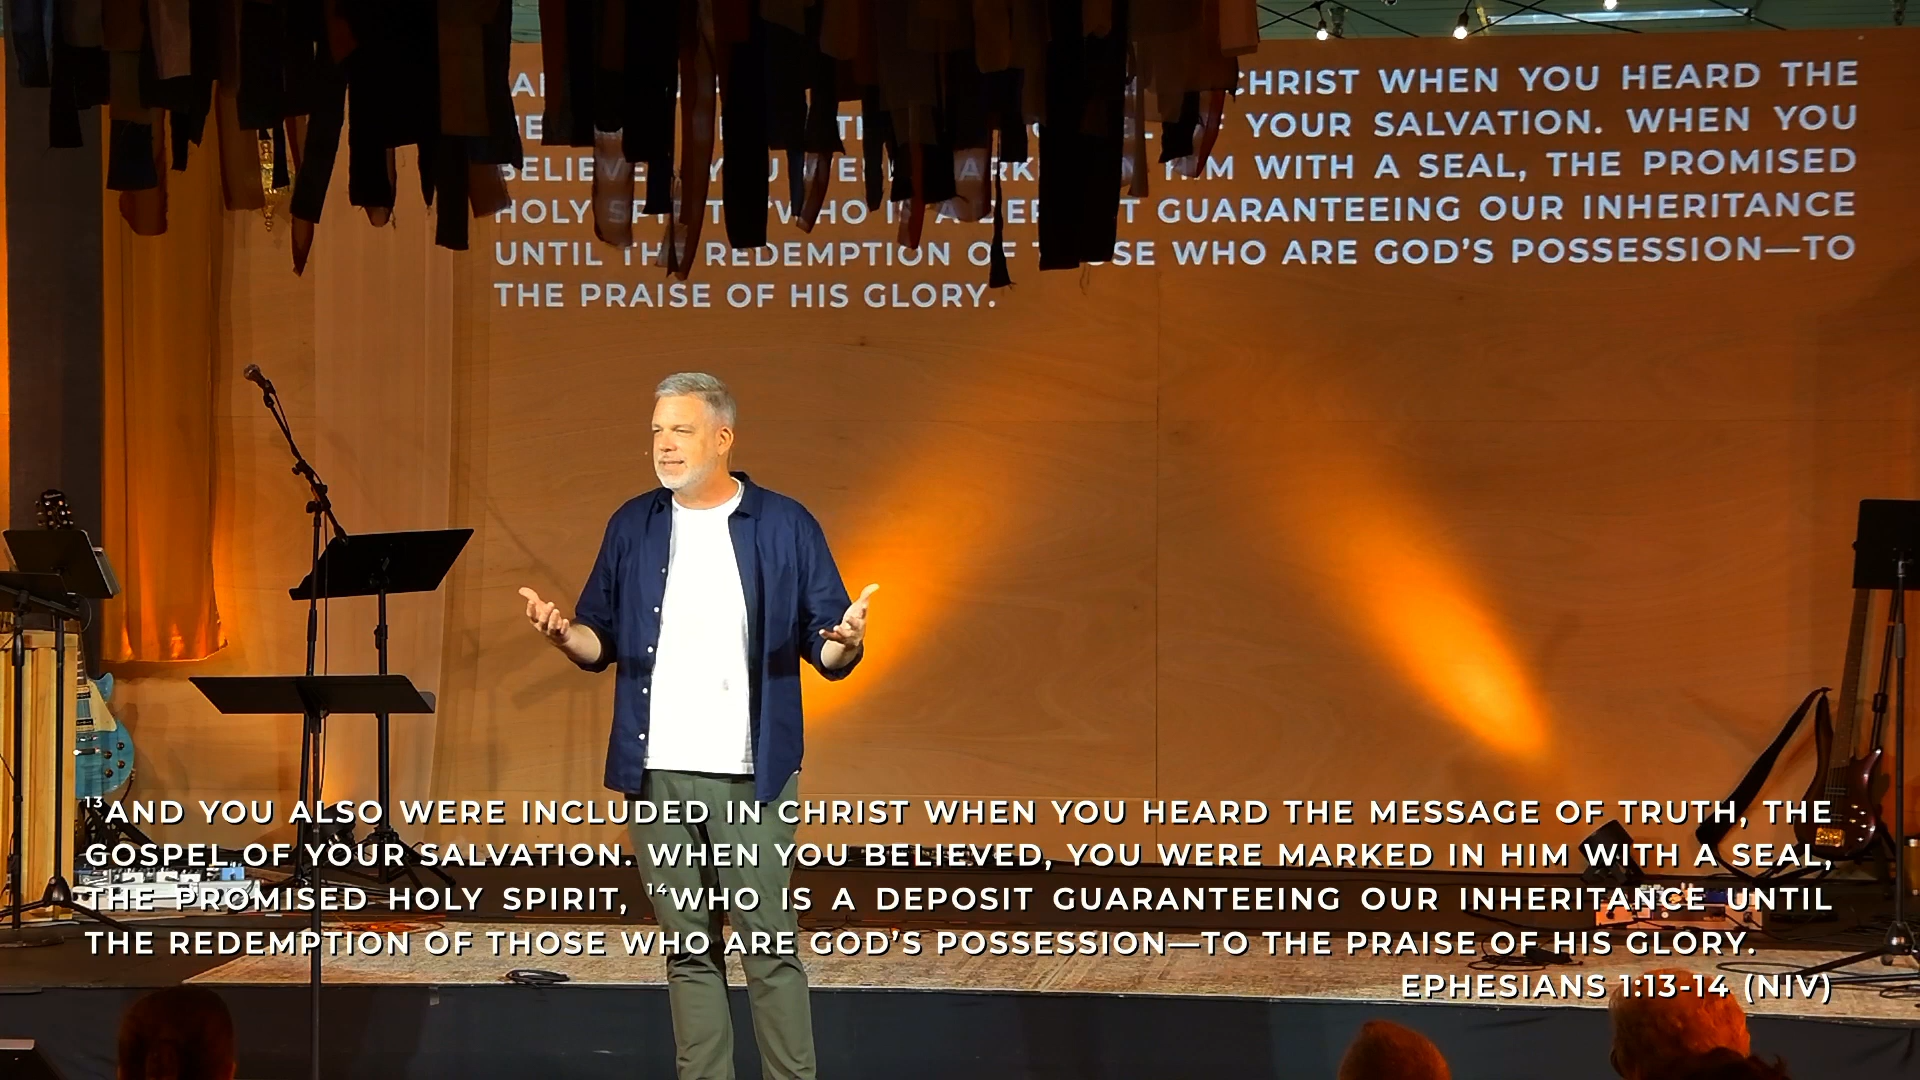 CHRIST WHEN YOU HEARD THE
YOUR SALVATION. WHEN YOU
WITH A SEAL, THE PROMISED
HOLY GUARANTEEING OUR INHERITANCE
UNTIL THE REDEMPTION OF THOSE WHO ARE GOD'S POSSESSION—TO
THE PRAISE OF HIS GLORY.
¹³AND YOU ALSO WERE INCLUDED IN CHRIST WHEN YOU HEARD THE MESSAGE OF TRUTH, THE
GOSPEL OF YOUR SALVATION. WHEN YOU BELIEVED, YOU WERE MARKED IN HIM WITH A SEAL,
THE PROMISED HOLY SPIRIT, ¹⁴WHO IS A DEPOSIT GUARANTEEING OUR INHERITANCE UNTIL
THE REDEMPTION OF THOSE WHO ARE GOD'S POSSESSION—TO THE PRAISE OF HIS GLORY.
EPHESIANS 1:13-14 (NIV)